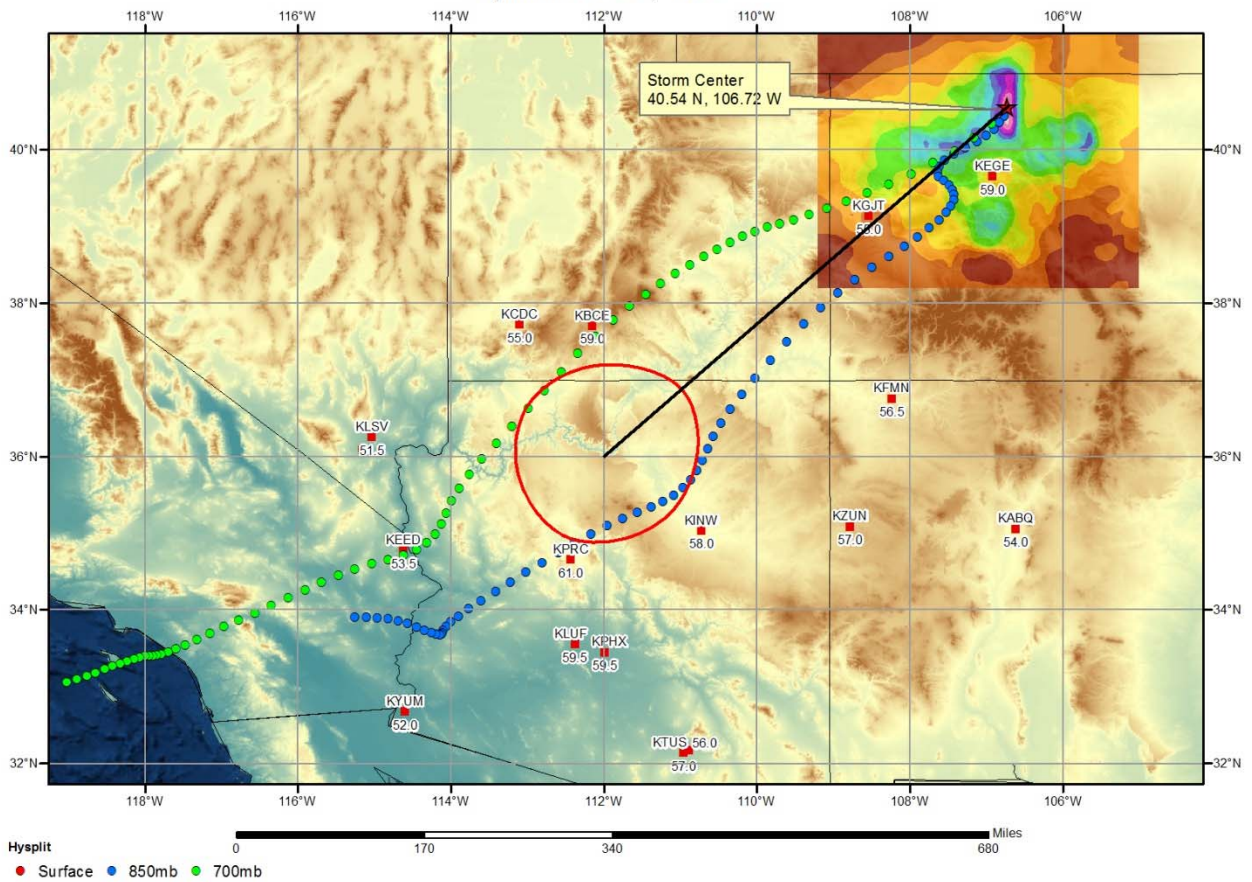 118°W 116°W 114°W 112°W 110°W 108°W 106°W
Storm Center
40.54 N, 106.72 W
40°N 40°N
KEGE
59.0
KGJT
38°N 38°N
KCDC
55.0
KBCE
59.0
KFMN
56.5
KLSV
51.5
36°N 36°N
KINW
58.0
KZUN
57.0
KABQ
54.0
KEED
53.5
KPRC
61.0
34°N 34°N
KLUF
59.5
KPHX
59.5
KYUM
52.0
KTUS 56.0
57.0
32°N 32°N
118°W 116°W 114°W 112°W 110°W 108°W 106°W
Miles
0 170 340 680
Hysplit
Surface 850mb 700mb